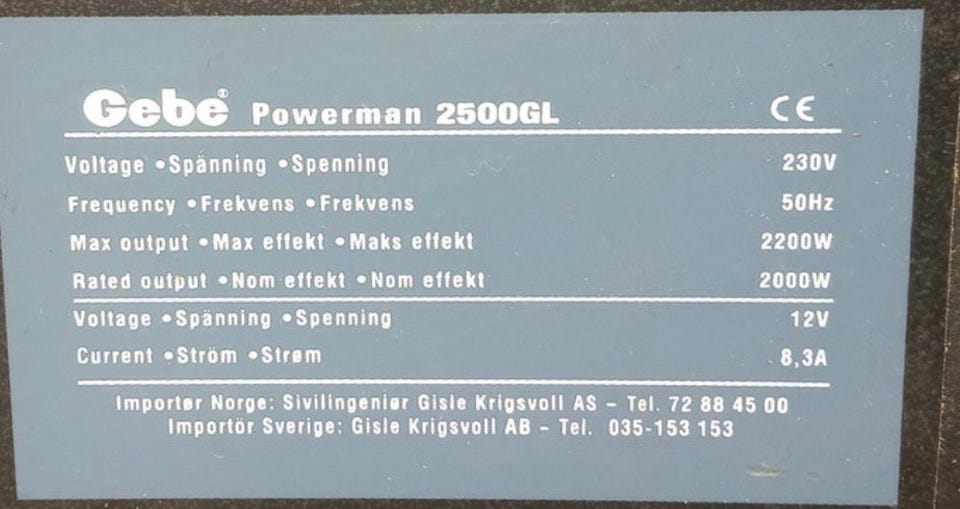 Gebe® Powerman 2500GL CE
Voltage •Spänning •Spenning 230V
Frequency •Frekvens •Frekvens 50Hz
Max output •Max effekt •Maks effekt 2200W
Rated output •Nom effekt •Nom effekt 2000W
Voltage •Spänning •Spenning 12V
Current •Ström •Strøm 8,3A
Importør Norge: Sivilingeniør Gisle Krigsvoll AS – Tel. 72 88 45 00
Importör Sverige: Gisle Krigsvoll AB – Tel. 035-153 153